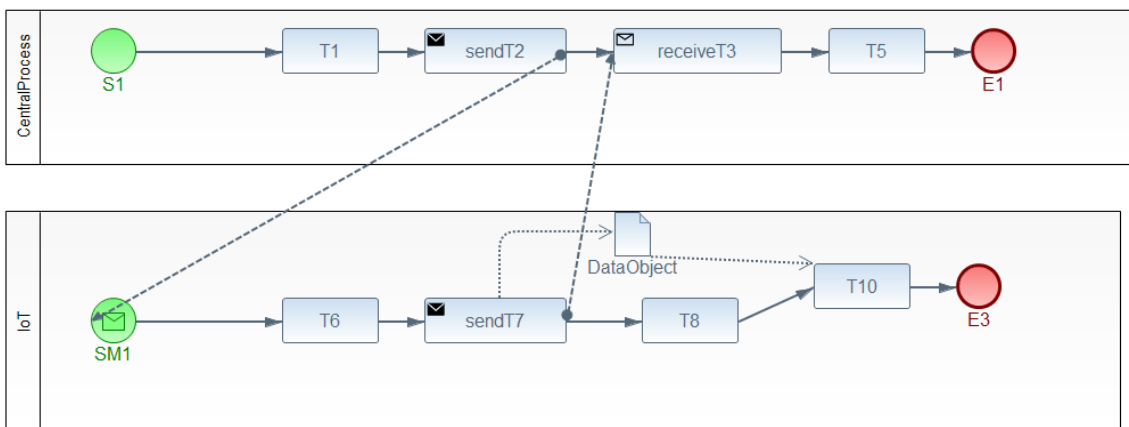 CentralProcess
S1
T1
sendT2
receiveT3
T5
E1
IoT
SM1
T6
sendT7
DataObject
T8
T10
E3